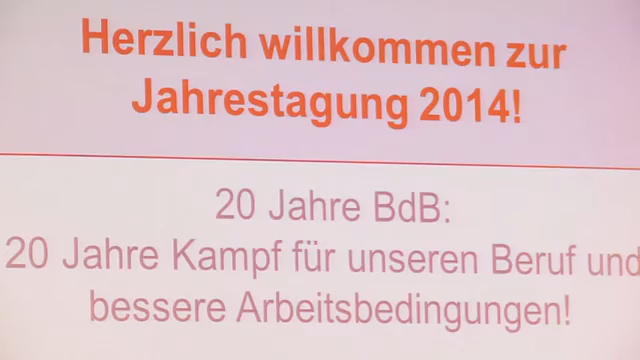 Herzlich willkommen zur
Jahrestagung 2014!
20 Jahre BdB:
20 Jahre Kampf für unseren Beruf und
bessere Arbeitsbedingungen!